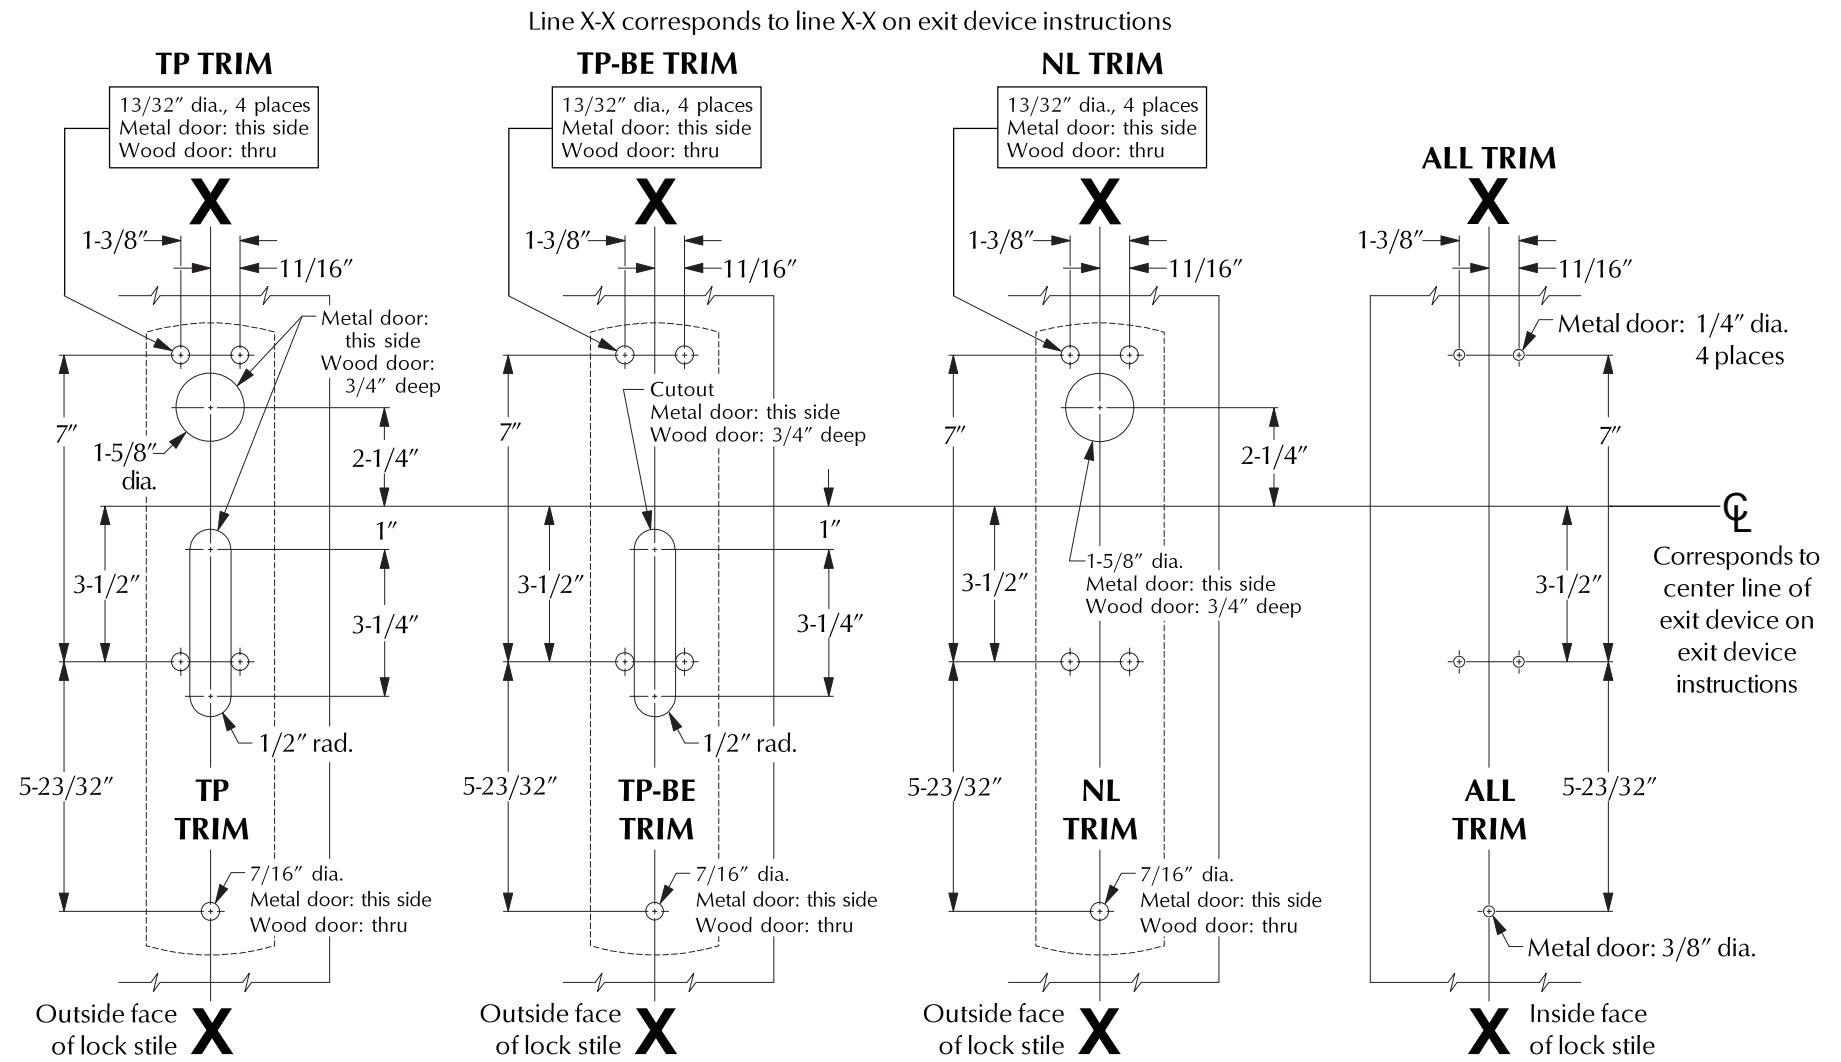 Line X-X corresponds to line X-X on exit device instructions
TP TRIM
13/32" dia., 4 places
Metal door: this side
Wood door: thru
X
1-3/8"
11/16"
Metal door:
this side
Wood door:
3/4" deep
7"
1-5/8"
dia.
2-1/4"
1"
3-1/2"
3-1/4"
1/2" rad.
5-23/32"
TP
TRIM
7/16" dia.
Metal door: this side
Wood door: thru
Outside face
of lock stile
X
TP-BE TRIM
13/32" dia., 4 places
Metal door: this side
Wood door: thru
X
1-3/8"
11/16"
Cutout
Metal door: this side
Wood door: 3/4" deep
7"
1"
3-1/2"
3-1/4"
1/2" rad.
5-23/32"
TP-BE
TRIM
7/16" dia.
Metal door: this side
Wood door: thru
Outside face
of lock stile
X
NL TRIM
13/32" dia., 4 places
Metal door: this side
Wood door: thru
X
1-3/8"
11/16"
7"
2-1/4"
1-5/8" dia.
Metal door: this side
Wood door: 3/4" deep
3-1/2"
5-23/32"
NL
TRIM
7/16" dia.
Metal door: this side
Wood door: thru
Outside face
of lock stile
X
ALL TRIM
X
1-3/8"
11/16"
Metal door: 1/4" dia.
4 places
7"
CL
Corresponds to
center line of
exit device on
exit device
instructions
3-1/2"
5-23/32"
ALL
TRIM
Metal door: 3/8" dia.
X
Inside face
of lock stile